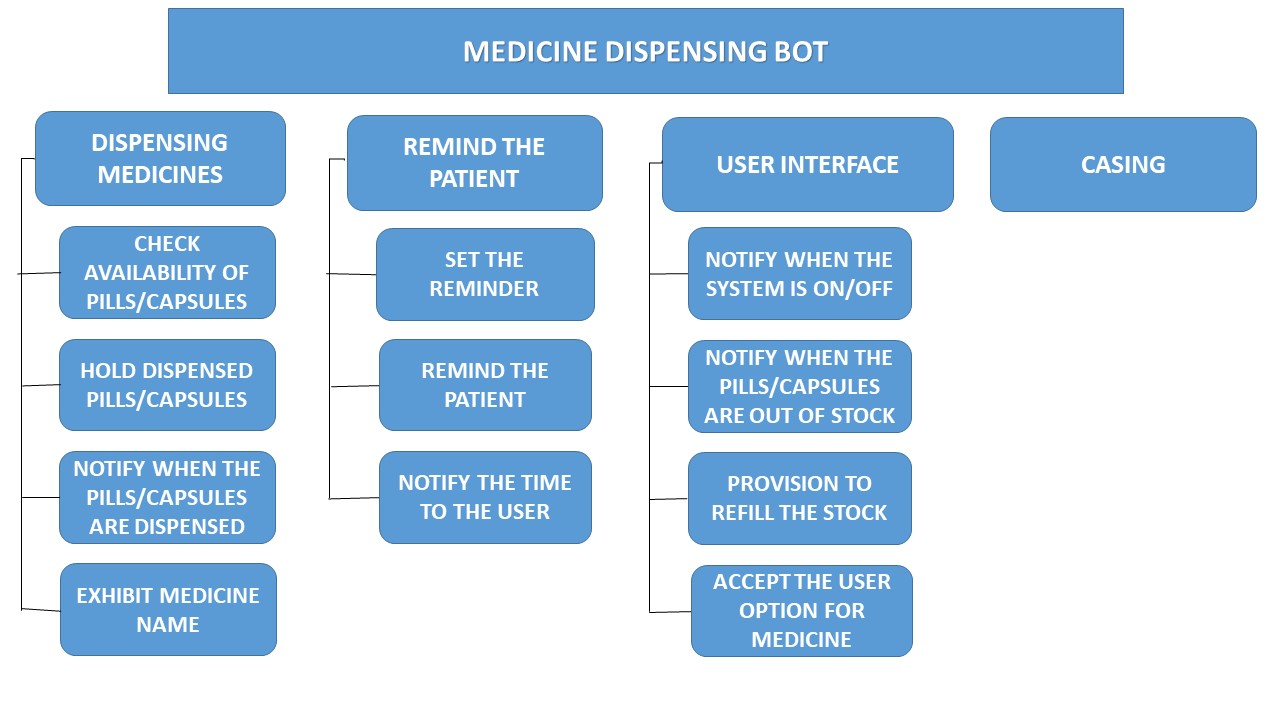 MEDICINE DISPENSING BOT
DISPENSING
MEDICINES
CHECK
AVAILABILITY OF
PILLS/CAPSULES
HOLD DISPENSED
PILLS/CAPSULES
NOTIFY WHEN THE
PILLS/CAPSULES
ARE DISPENSED
EXHIBIT MEDICINE
NAME
REMIND THE
PATIENT
SET THE
REMINDER
REMIND THE
PATIENT
NOTIFY THE TIME
TO THE USER
USER INTERFACE
NOTIFY WHEN THE
SYSTEM IS ON/OFF
NOTIFY WHEN THE
PILLS/CAPSULES
ARE OUT OF STOCK
PROVISION TO
REFILL THE STOCK
ACCEPT THE USER
OPTION FOR
MEDICINE
CASING